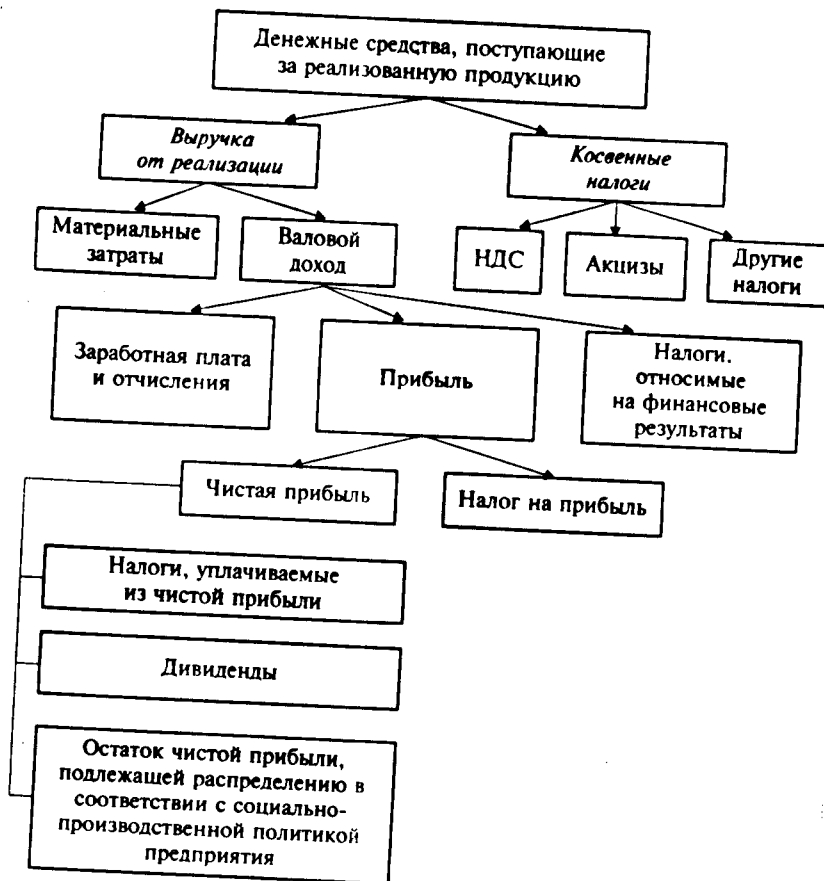 Денежные средства, поступающие
за реализованную продукцию
Выручка
от реализации
Косвенные
налоги
Материальные
затраты
Валовой
доход
НДС
Акцизы
Другие
налоги
Заработная плата
и отчисления
Прибыль
Налоги.
относимые
на финансовые
результаты
Чистая прибыль
Налог на прибыль
Налоги, уплачиваемые
из чистой прибыли
Дивиденды
Остаток чистой прибыли,
подлежащей распределению в
соответствии с социально-
производственной политикой
предприятия